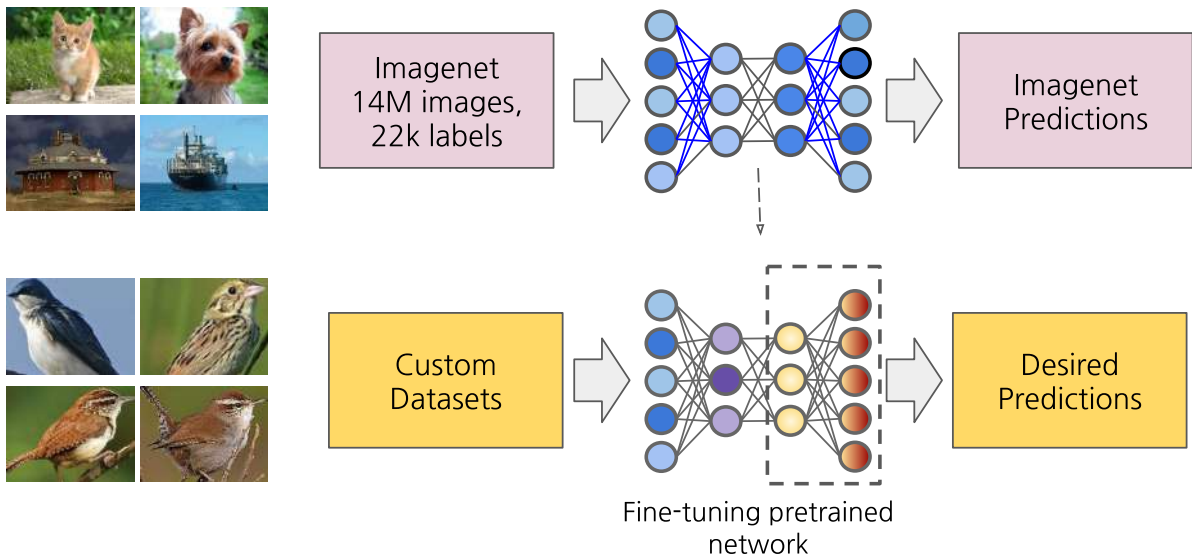 Imagenet
14M images,
22k labels
Imagenet
Predictions
Custom
Datasets
Desired
Predictions
Fine-tuning pretrained
network